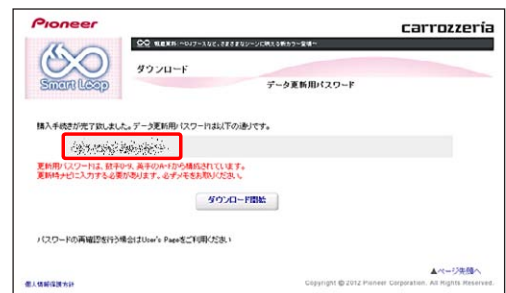 Pioneer
carrozzeria
Smart Loop
ダウンロード
データ更新用パスワード
購入手続きが完了致しました。データ更新用パスワードは以下の通りです。
更新用パスワードは、数字0-9、英字のA-Fから構成されています。
更新時ナビに入力する必要があります。必ずメモをお取りください。
ダウンロード開始
パスワードの再確認を行う場合はUser's Pageをご利用ください
▲ページ先頭へ
個人情報保護方針
Copyright © 2012 Pioneer Corporation. All Rights Reserved.